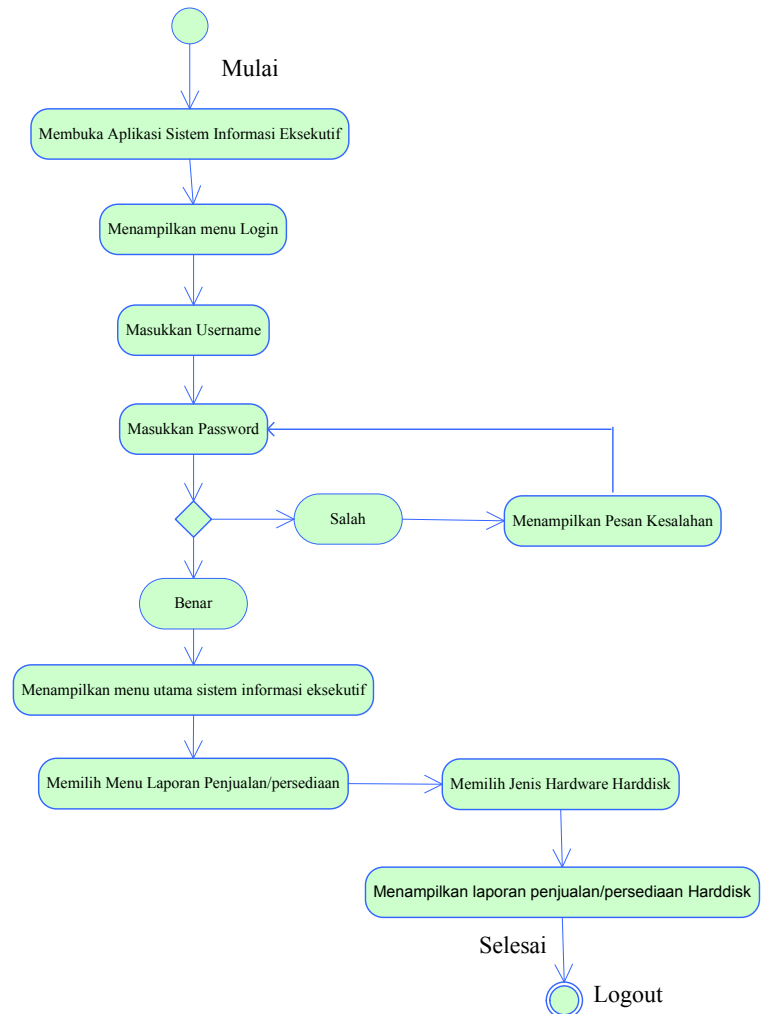 Mulai
Membuka Aplikasi Sistem Informasi Eksekutif
Menampilkan menu Login
Masukkan Username
Masukkan Password
Salah
Menampilkan Pesan Kesalahan
Benar
Menampilkan menu utama sistem informasi eksekutif
Memilih Menu Laporan Penjualan/persediaan
Memilih Jenis Hardware Harddisk
Menampilkan laporan penjualan/persediaan Harddisk
Selesai
Logout